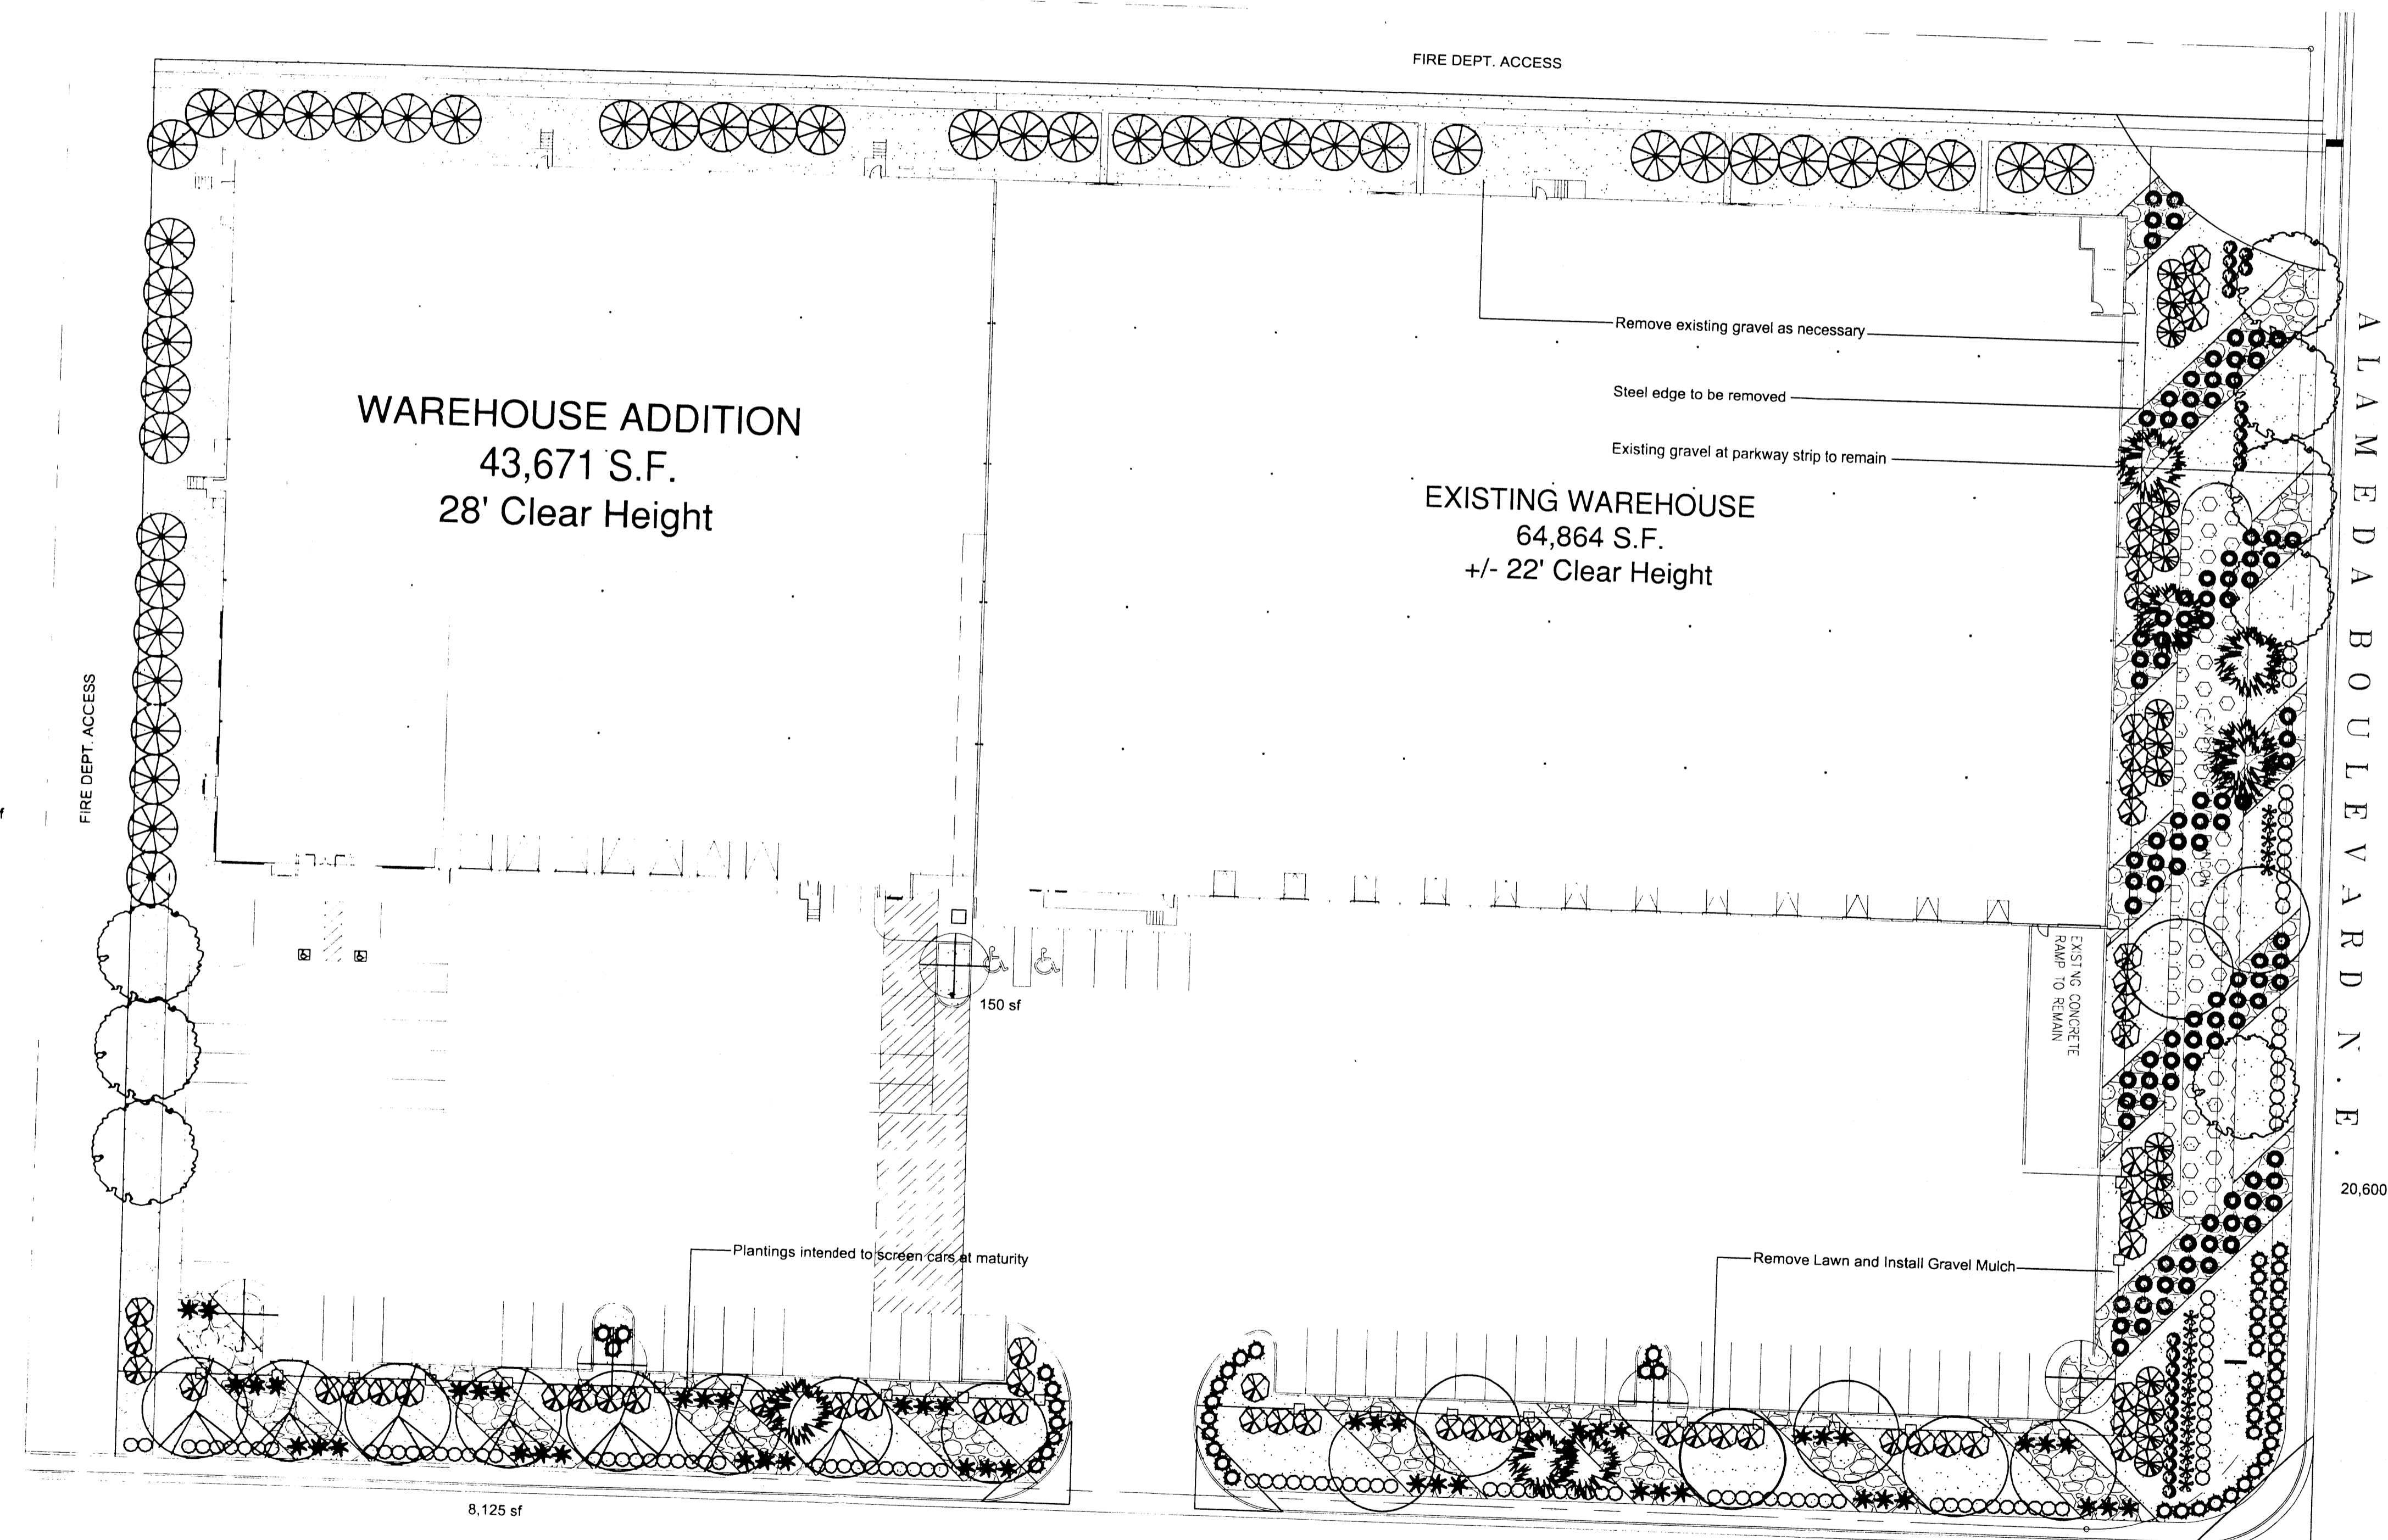 FIRE DEPT. ACCESS
Remove existing gravel as necessary
WAREHOUSE ADDITION
43,671 S.F.
28' Clear Height
Steel edge to be removed
Existing gravel at parkway strip to remain
EXISTING WAREHOUSE
64,864 S.F.
+/- 22' Clear Height
ALAMEDA BOULEVARD N.E.
FIRE DEPT. ACCESS
EXISTNG CONCRETE
RAMP TO REMAIN
150 sf
20,600
Plantings intended to screen cars at maturity
Remove Lawn and Install Gravel Mulch
8,125 sf